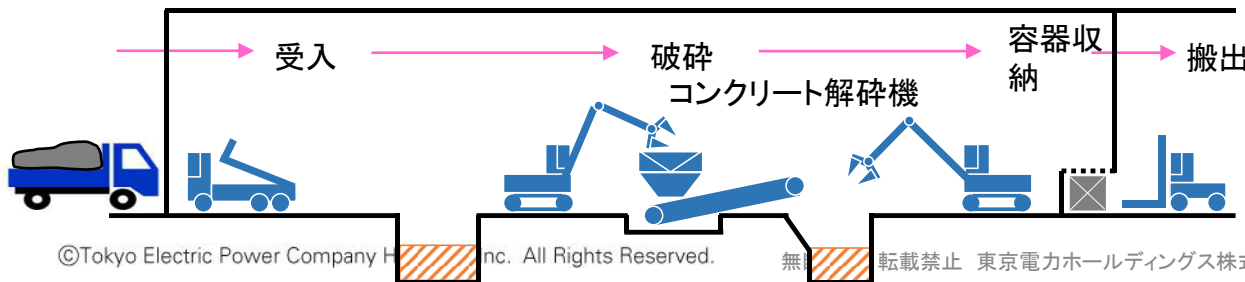 受入
破砕
コンクリート解砕機
容器収
納
搬出
©Tokyo Electric Power Company H nc. All Rights Reserved.
無 転載禁止 東京電力ホールディングス株式